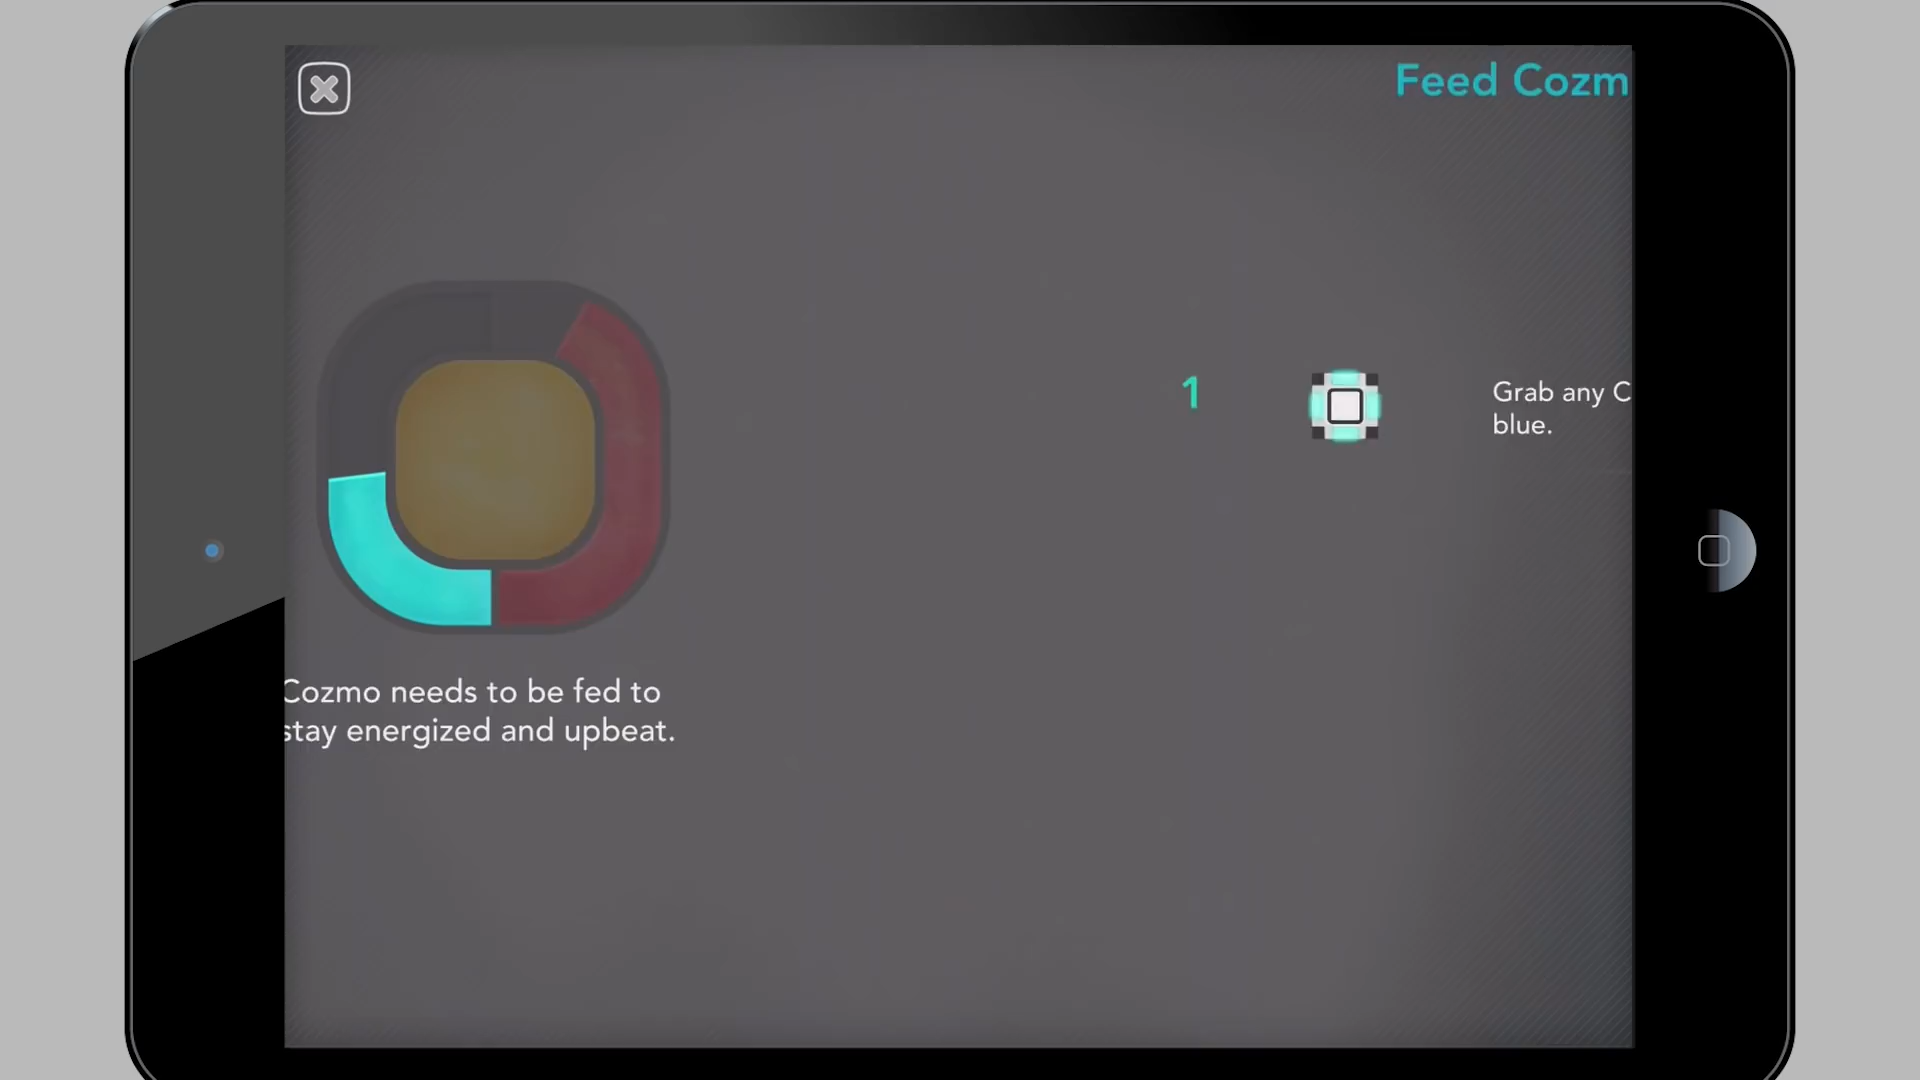 Feed Cozm
1
Grab any C
blue.
Cozmo needs to be fed to
stay energized and upbeat.